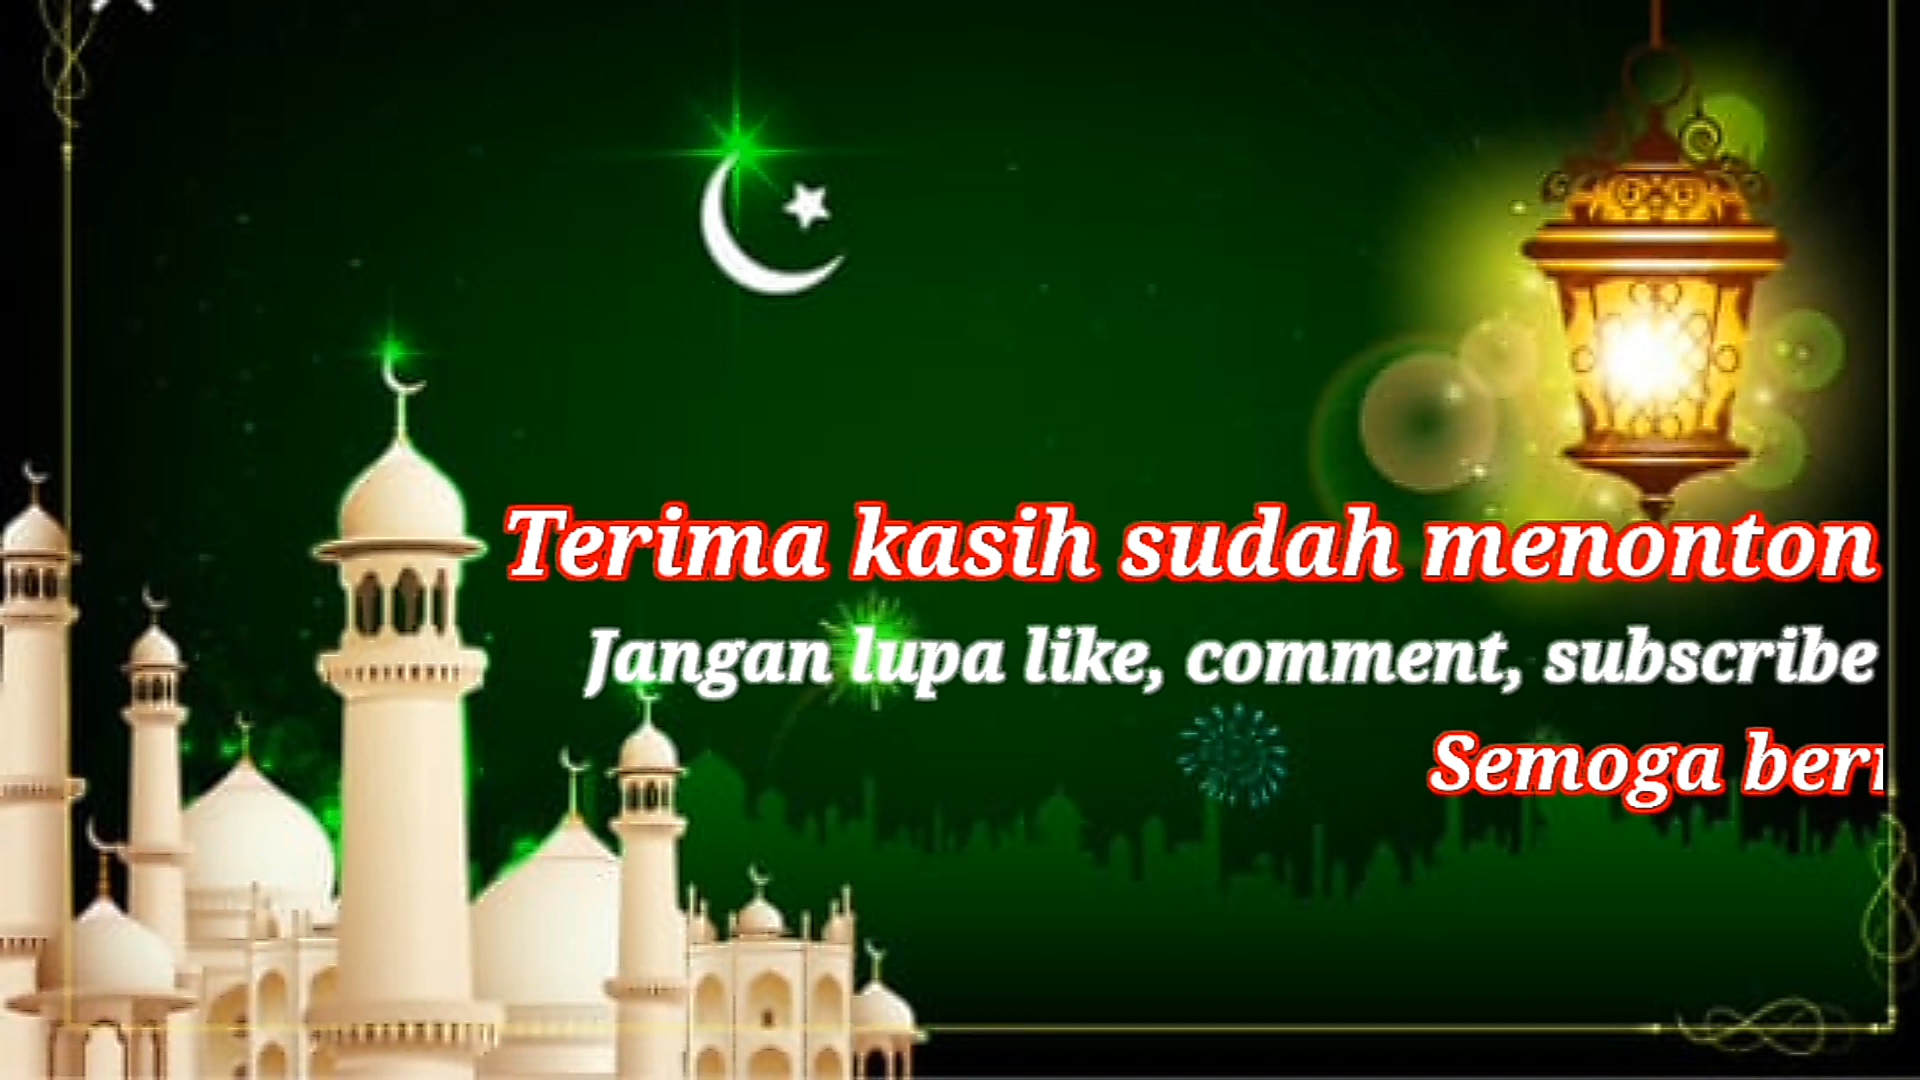 Terima kasih sudah menonton
Jangan lupa like, comment, subscribe
Semoga